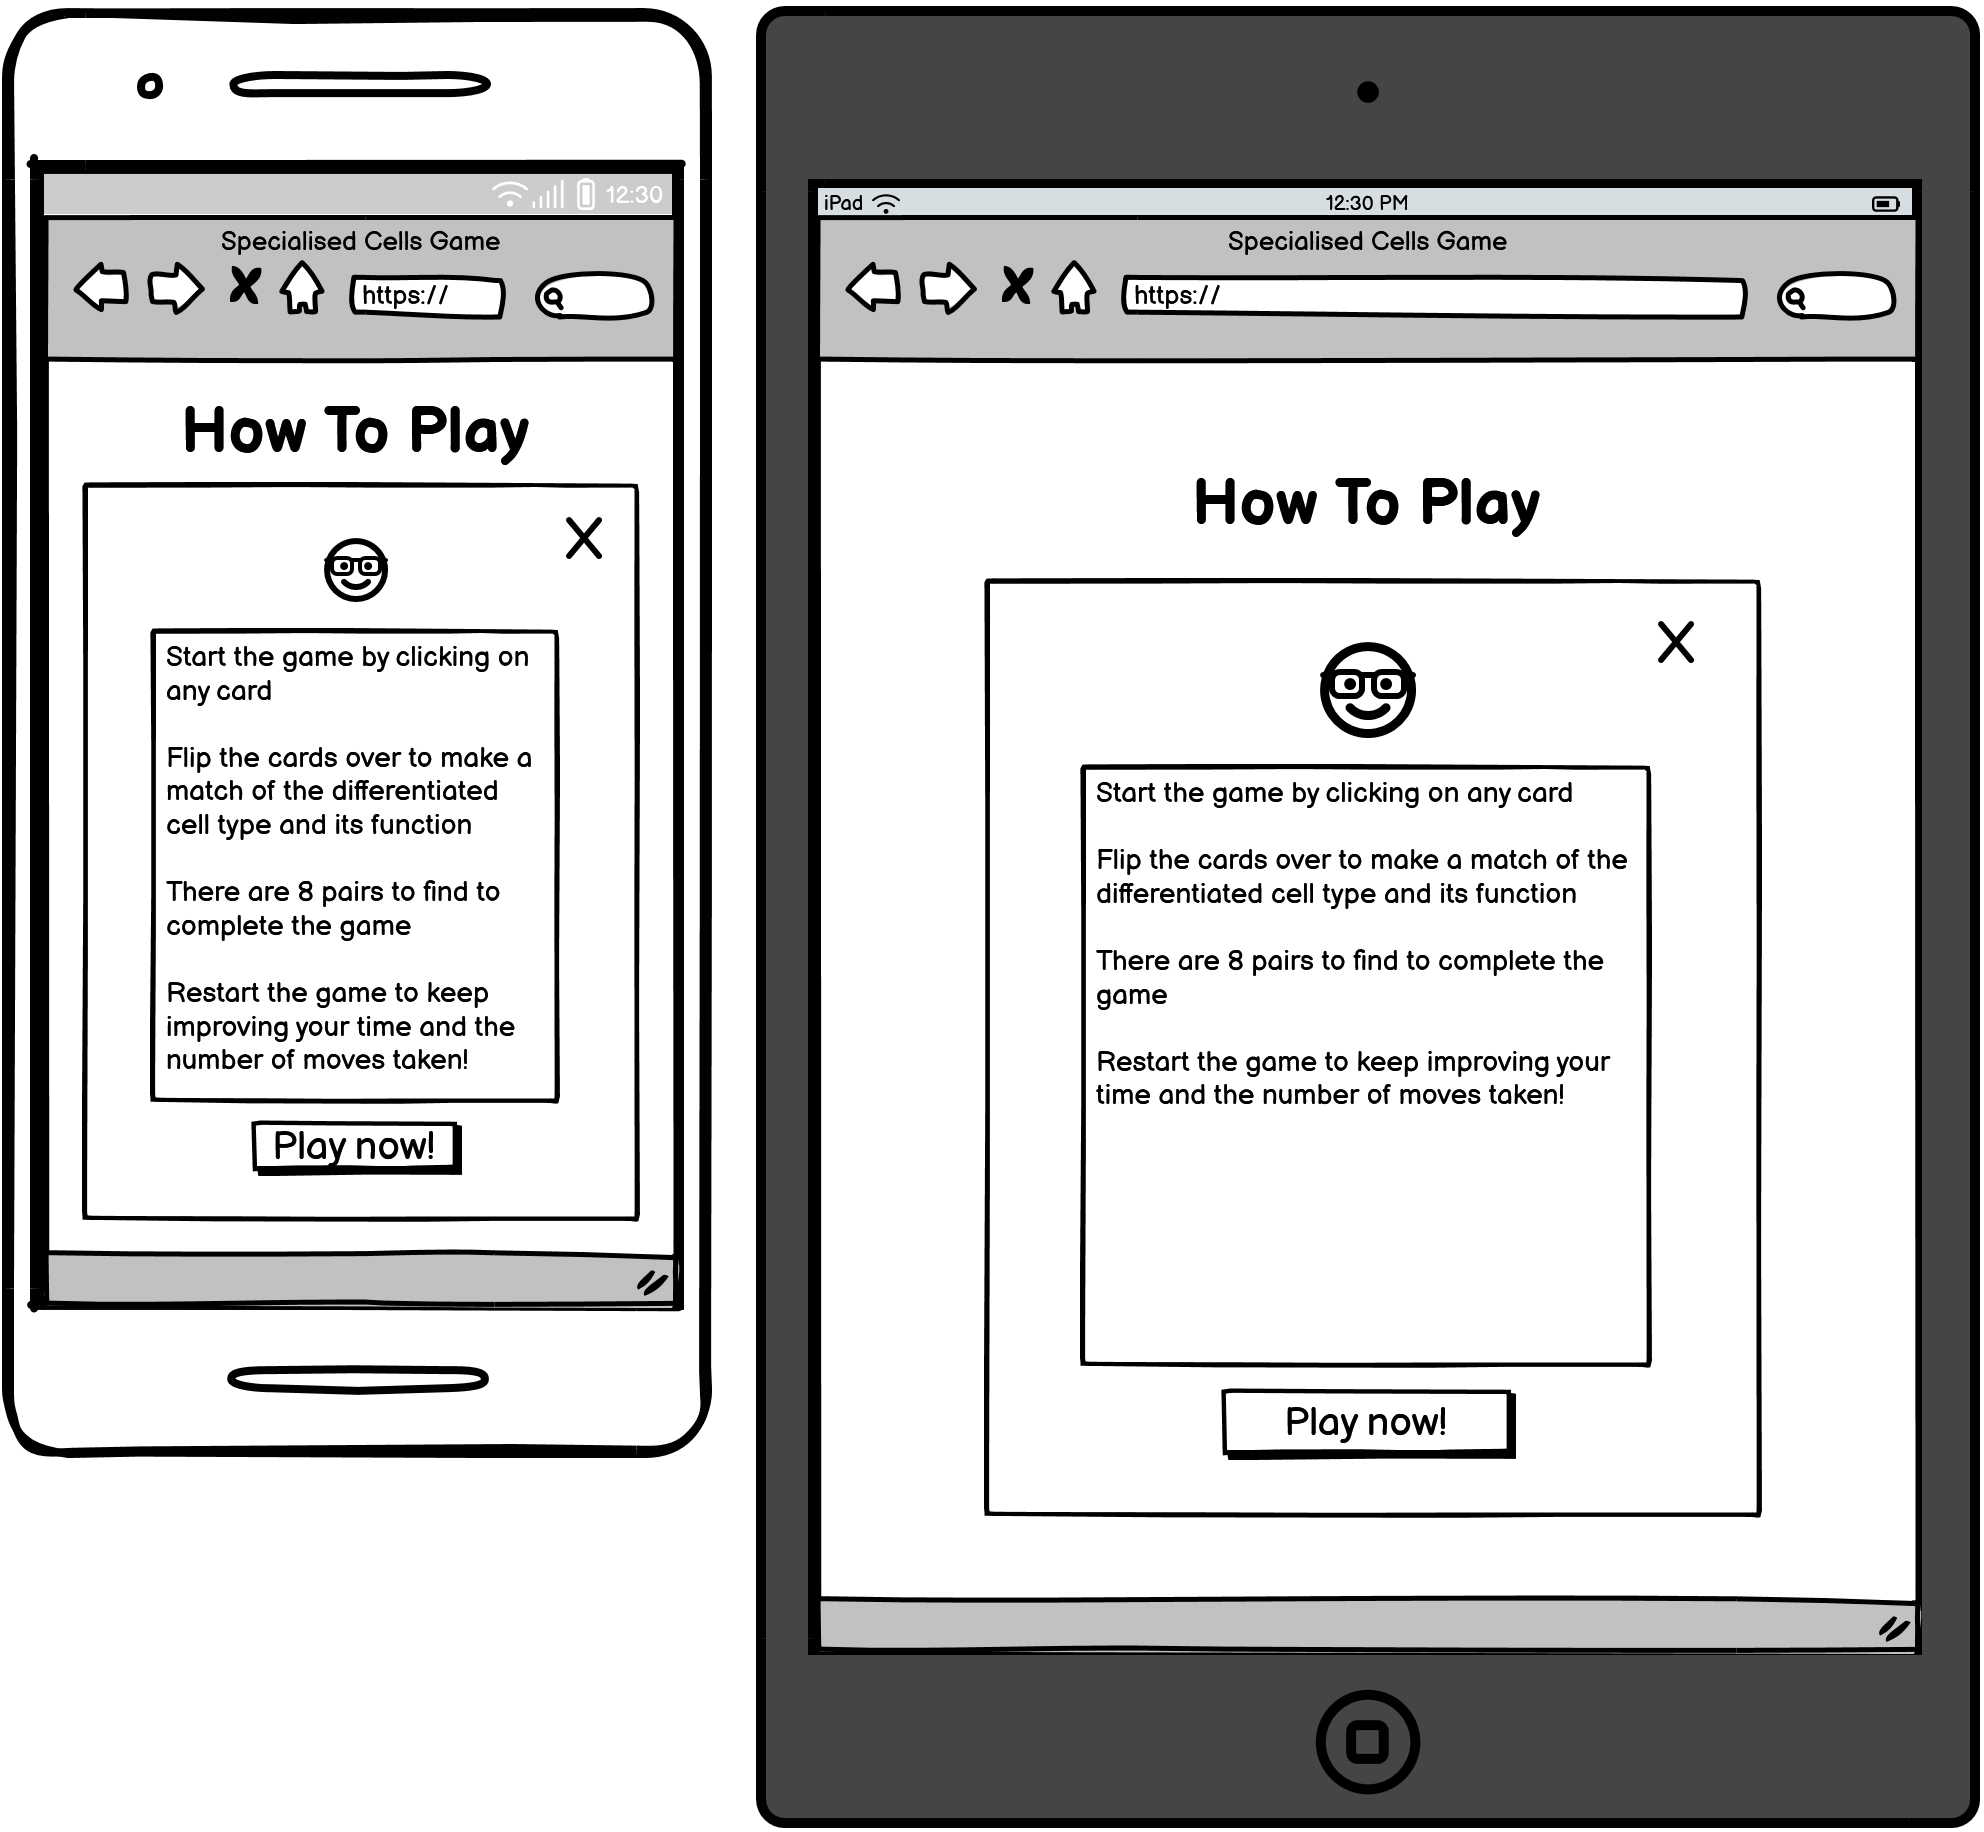 12:30
Specialised Cells Game
https://
How To Play
Start the game by clicking on
any card
Flip the cards over to make a
match of the differentiated
cell type and its function
There are 8 pairs to find to
complete the game
Restart the game to keep
improving your time and the
number of moves taken!
Play now!
iPad 12:30 PM
Specialised Cells Game
https://
How To Play
Start the game by clicking on any card
Flip the cards over to make a match of the
differentiated cell type and its function
There are 8 pairs to find to complete the
game
Restart the game to keep improving your
time and the number of moves taken!
Play now!